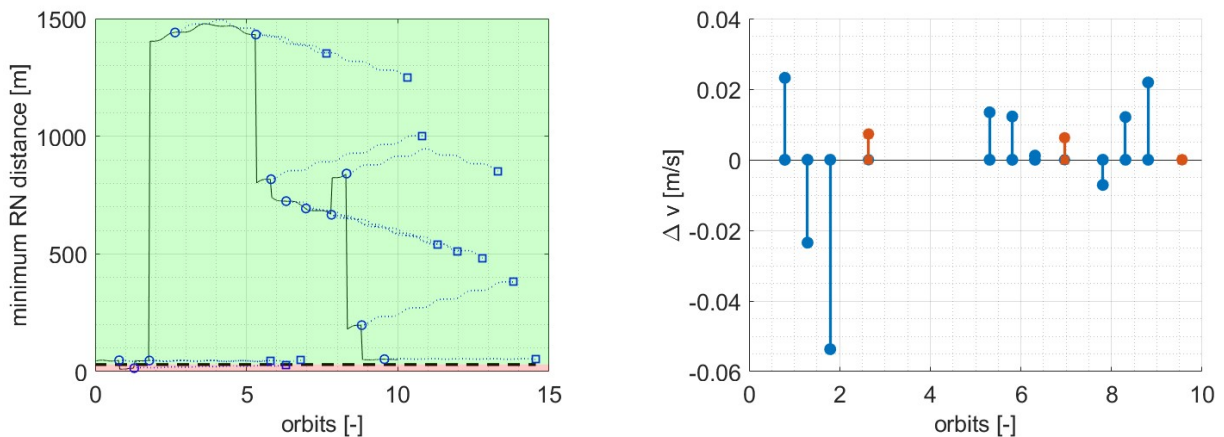 minimum RN distance [m]
1500
1000
500
0
0 5 10 15
orbits [-]
Δ v [m/s]
0.04
0.02
0
-0.02
-0.04
-0.06
0 2 4 6 8 10
orbits [-]